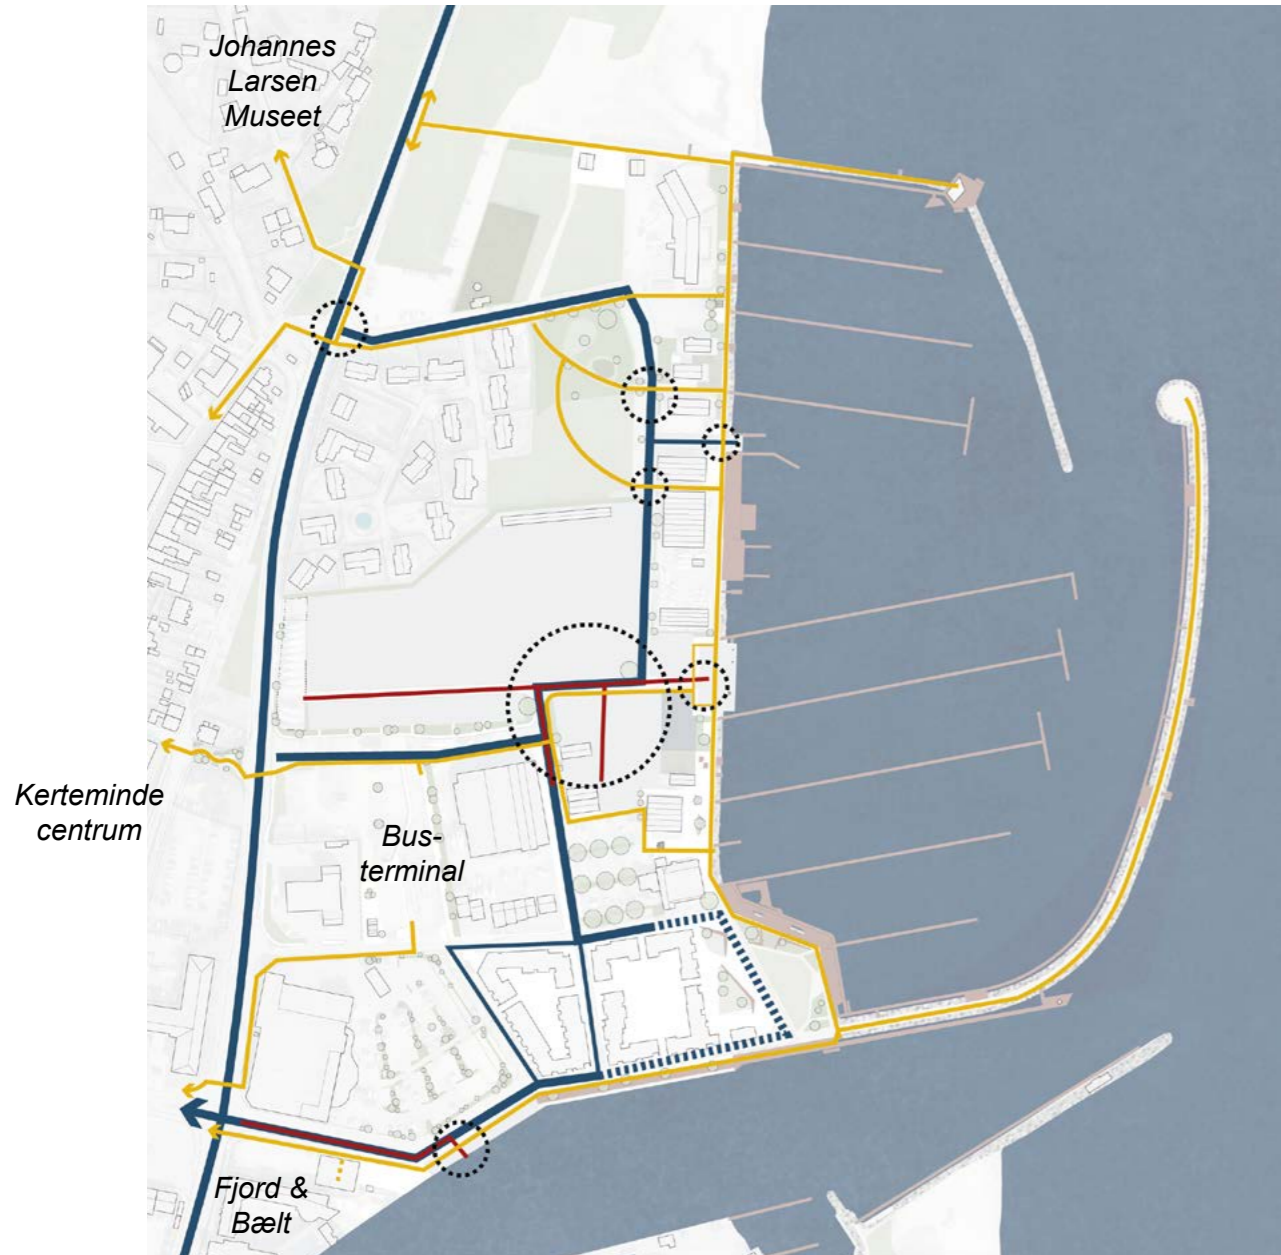 Johannes
Larsen
Museet
Kerteminde
centrum
Bus-
terminal
Fjord &
Bælt